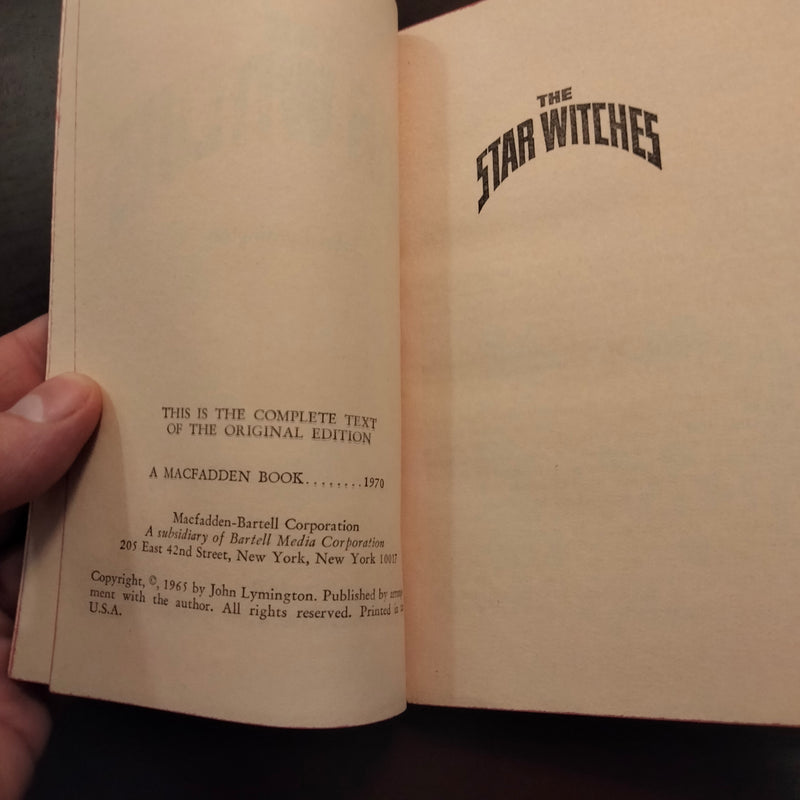 THIS IS THE COMPLETE TEXT
OF THE ORIGINAL EDITION
A MACFADDEN BOOK........1970
Macfadden-Bartell Corporation
A subsidiary of Bartell Media Corporation
205 East 42nd Street, New York, New York 10017
Copyright, ©, 1965 by John Lymington. Published by
ment with the author. All rights reserved. Printed in
U.S.A.
THE
STAR WITCHES